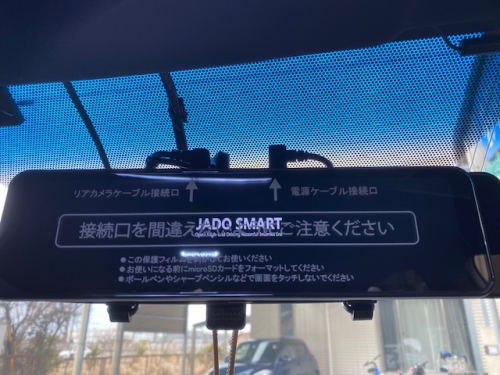 リアカメラケーブル接続口
電源ケーブル接続口
接続口を間違え
JADO SMART
ご注意ください
●この保護フィルム
お使いください
●お使いになる前にmicroSDカードをフォーマットしてください
●ボールペンやシャープペンシルなどで画面をタッチしないでください